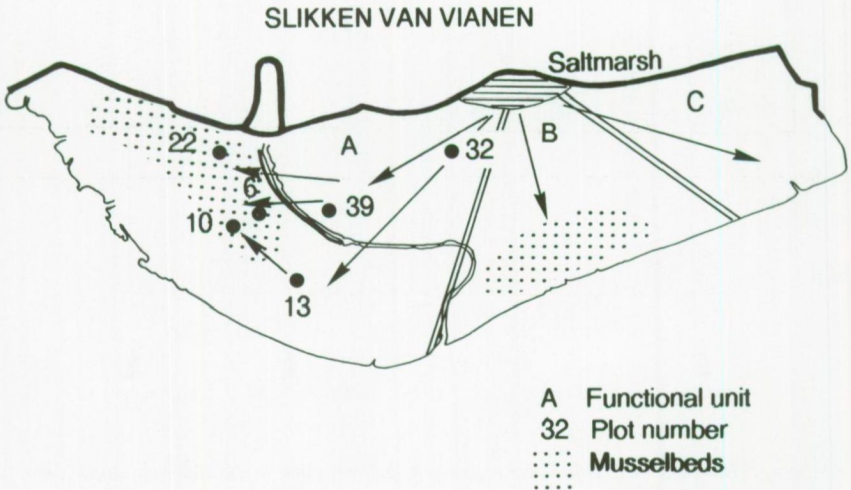 SLIKKEN VAN VIANEN
Saltmarsh
C
A
B
22
32
6
39
10
13
A Functional unit
32 Plot number
Musselbeds